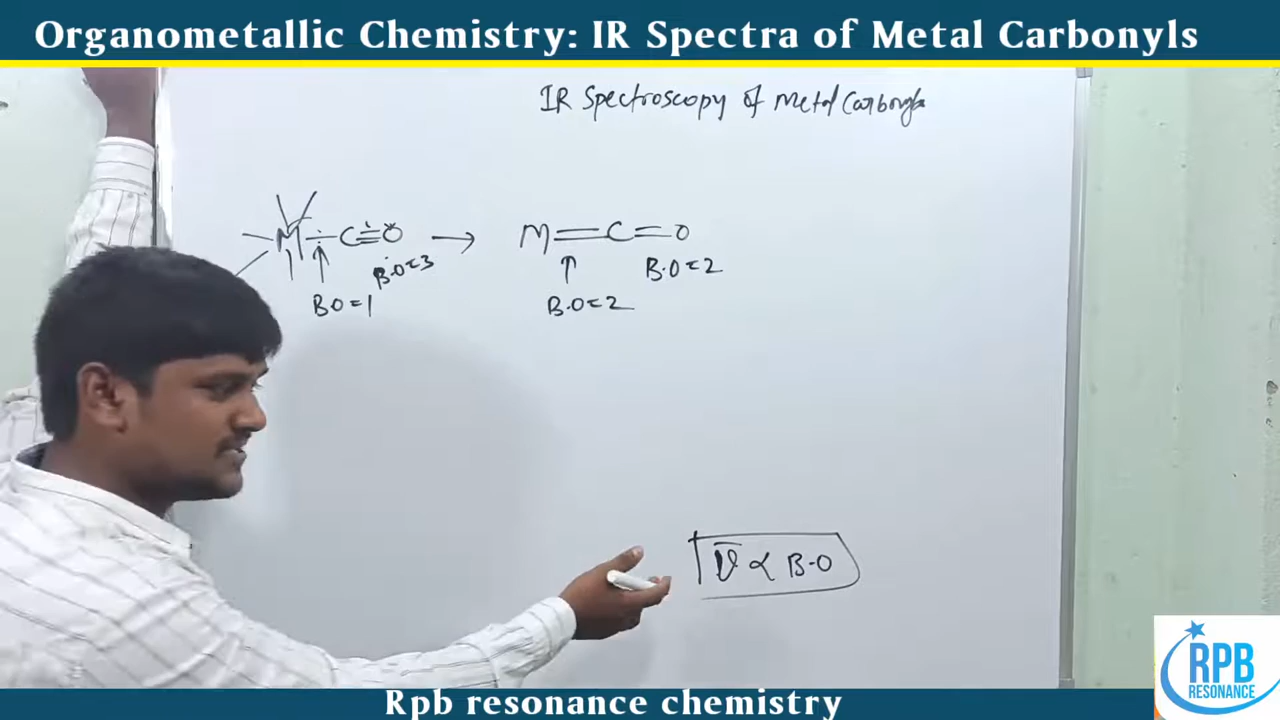 Organometallic Chemistry: IR Spectra of Metal Carbonyls
IR Spectroscopy of Metal Carbonyls
M - C≡O → M=C=O
B.O=3
B.O=2
B.O=1
B.O=2
ν̄ ∝ B.O
RPB
RESONANCE
Rpb resonance chemistry